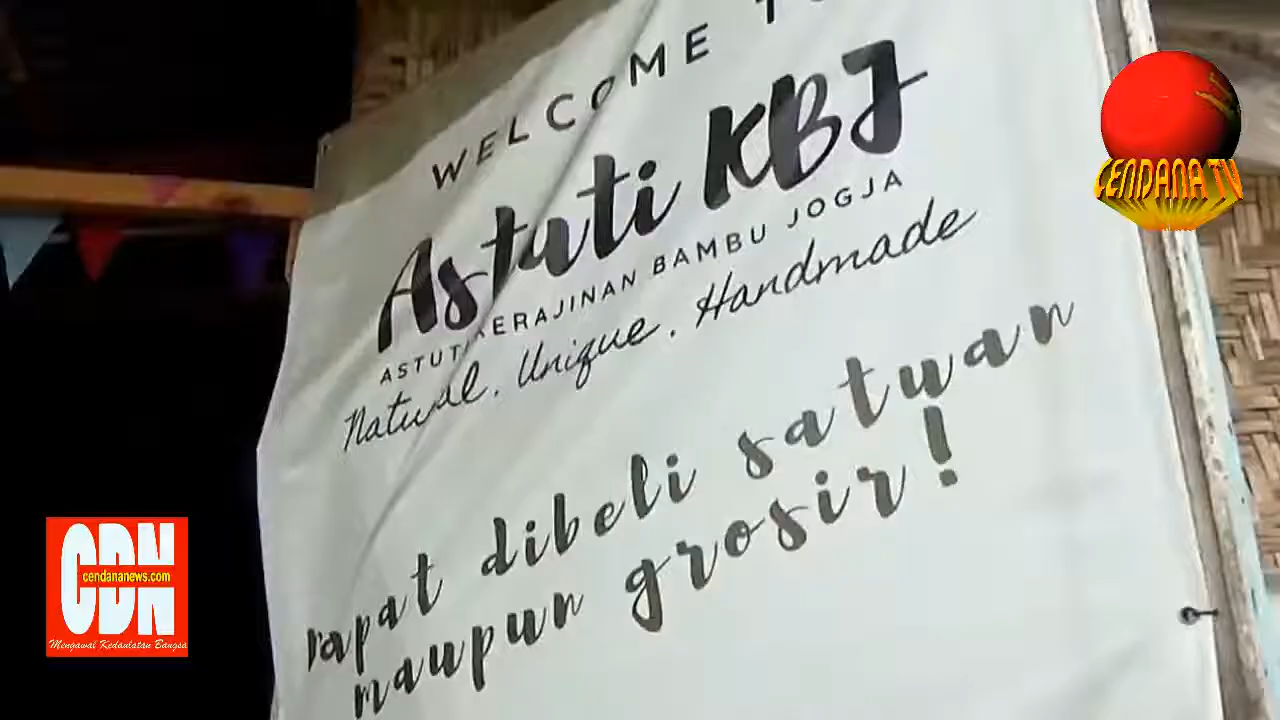 WELCOME
Astuti KBJ
ASTUTI KERAJINAN BAMBU JOGJA
Natural. Unique. Handmade
Dapat dibeli satuan
maupun grosir!
CENDANA TV
CDN
cendananews.com
Mengawal Kedaulatan Bangsa